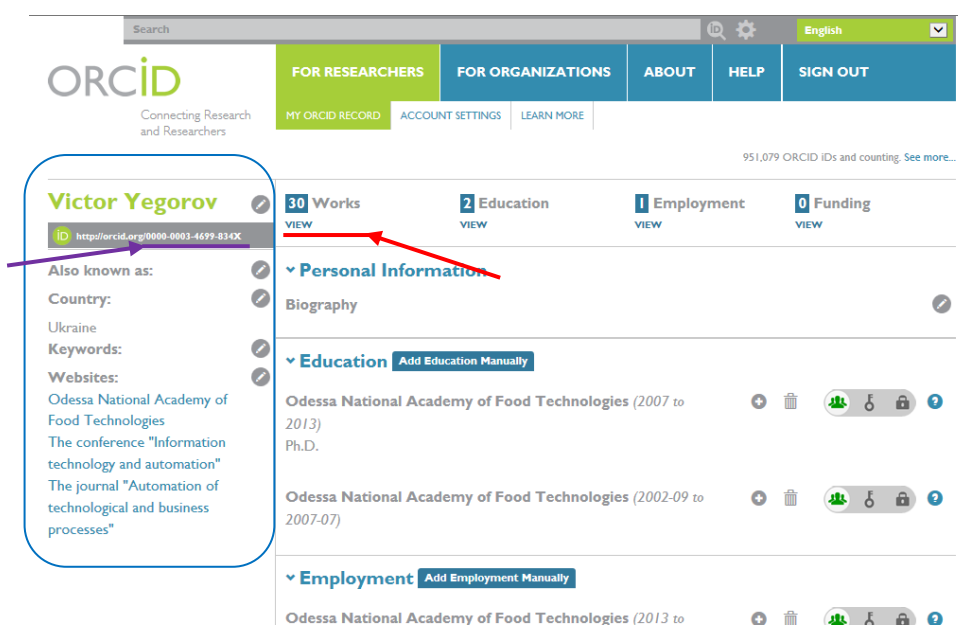 Search
English
ORCiD
Connecting Research
and Researchers
FOR RESEARCHERS
FOR ORGANIZATIONS
ABOUT
HELP
SIGN OUT
MY ORCID RECORD
ACCOUNT SETTINGS
LEARN MORE
951,079 ORCID iDs and counting. See more...
Victor Yegorov
iD http://orcid.org/0000-0003-4699-834X
Also known as:
Country:
Ukraine
Keywords:
Websites:
Odessa National Academy of
Food Technologies
The conference "Information
technology and automation"
The journal "Automation of
technological and business
processes"
30 Works
VIEW
2 Education
VIEW
1 Employment
VIEW
0 Funding
VIEW
Personal Information
Biography
Education Add Education Manually
Odessa National Academy of Food Technologies (2007 to
2013)
Ph.D.
Odessa National Academy of Food Technologies (2002-09 to
2007-07)
Employment Add Employment Manually
Odessa National Academy of Food Technologies (2013 to